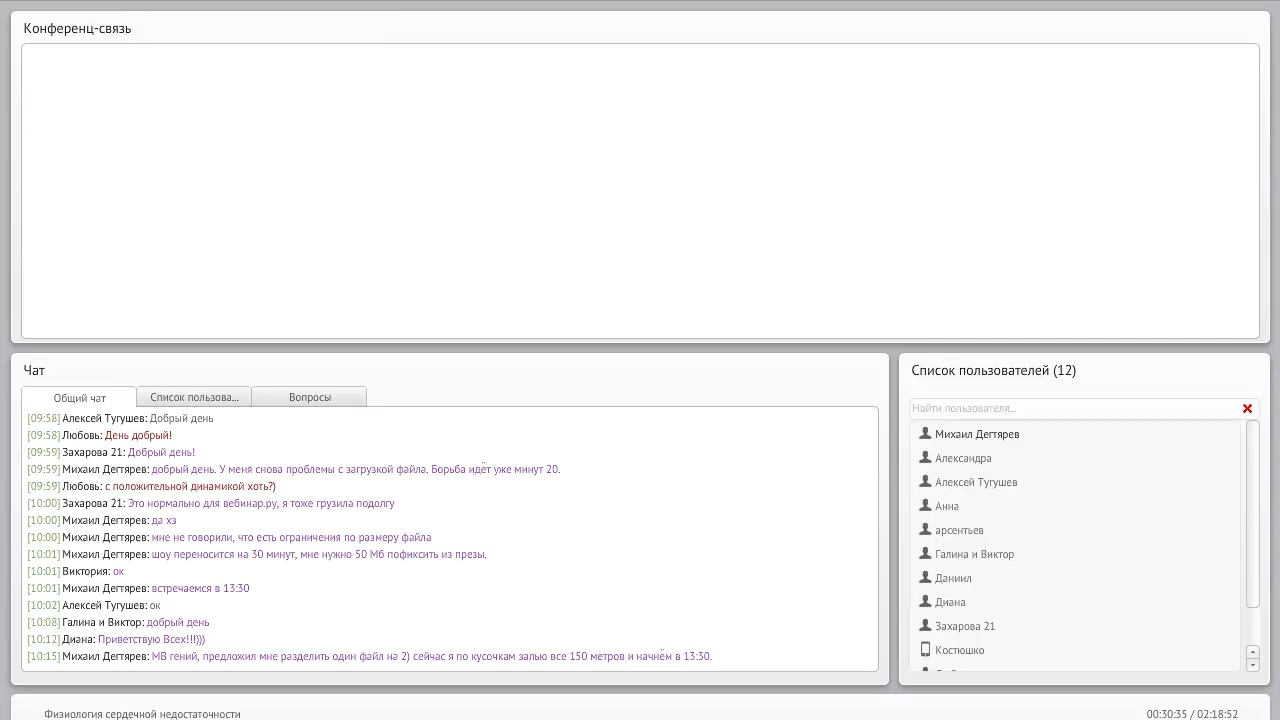 Конференц-связь
Чат
Общий чат
Список пользова...
Вопросы
[09:58] Алексей Тугушев: Добрый день
[09:58] Любовь: День добрый!
[09:59] Захарова 21: Добрый день!
[09:59] Михаил Дегтярев: добрый день. У меня снова проблемы с загрузкой файла. Борьба идёт уже минут 20.
[09:59] Любовь: с положительной динамикой хоть?)
[10:00] Захарова 21: Это нормально для вебинар.ру, я тоже грузила подолгу
[10:00] Михаил Дегтярев: да хз
[10:00] Михаил Дегтярев: мне не говорили, что есть ограничения по размеру файла
[10:01] Михаил Дегтярев: шоу переносится на 30 минут, мне нужно 50 Мб пофиксить из презы.
[10:01] Виктория: ок
[10:01] Михаил Дегтярев: встречаемся в 13:30
[10:02] Алексей Тугушев: ок
[10:08] Галина и Виктор: добрый день
[10:12] Диана: Приветствую Всех!!!)))
[10:15] Михаил Дегтярев: МВ гений, предложил мне разделить один файл на 2) сейчас я по кусочкам залью все 150 метров и начнём в 13:30.
Список пользователей (12)
Найти пользователя...
Михаил Дегтярев
Александра
Алексей Тугушев
Анна
арсентьев
Галина и Виктор
Даниил
Диана
Захарова 21
Костюшко
Физиология сердечной недостаточности
00:30:35 / 02:18:52